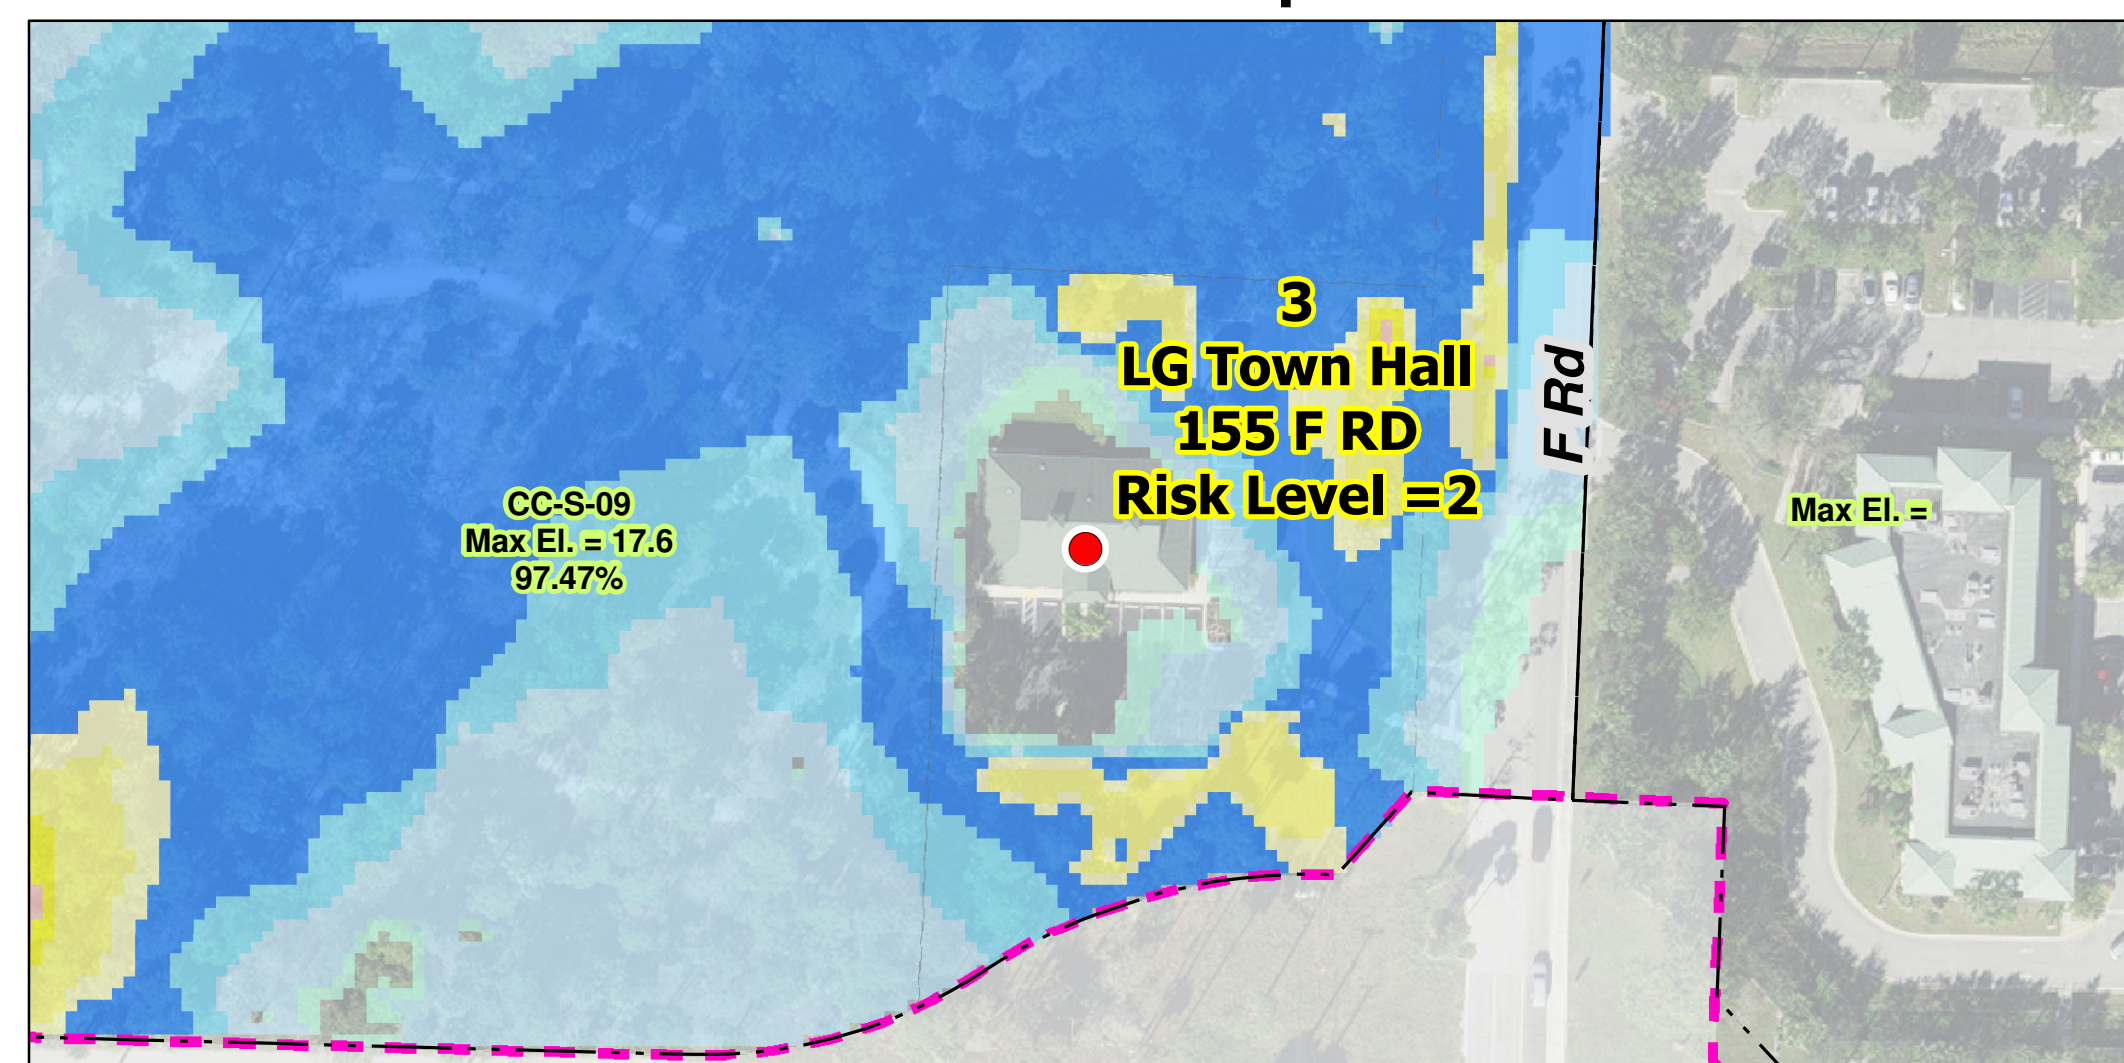 3
LG Town Hall
155 F RD
Risk Level =2
F Rd
CC-S-09
Max El. = 17.6
97.47%
Max El. =